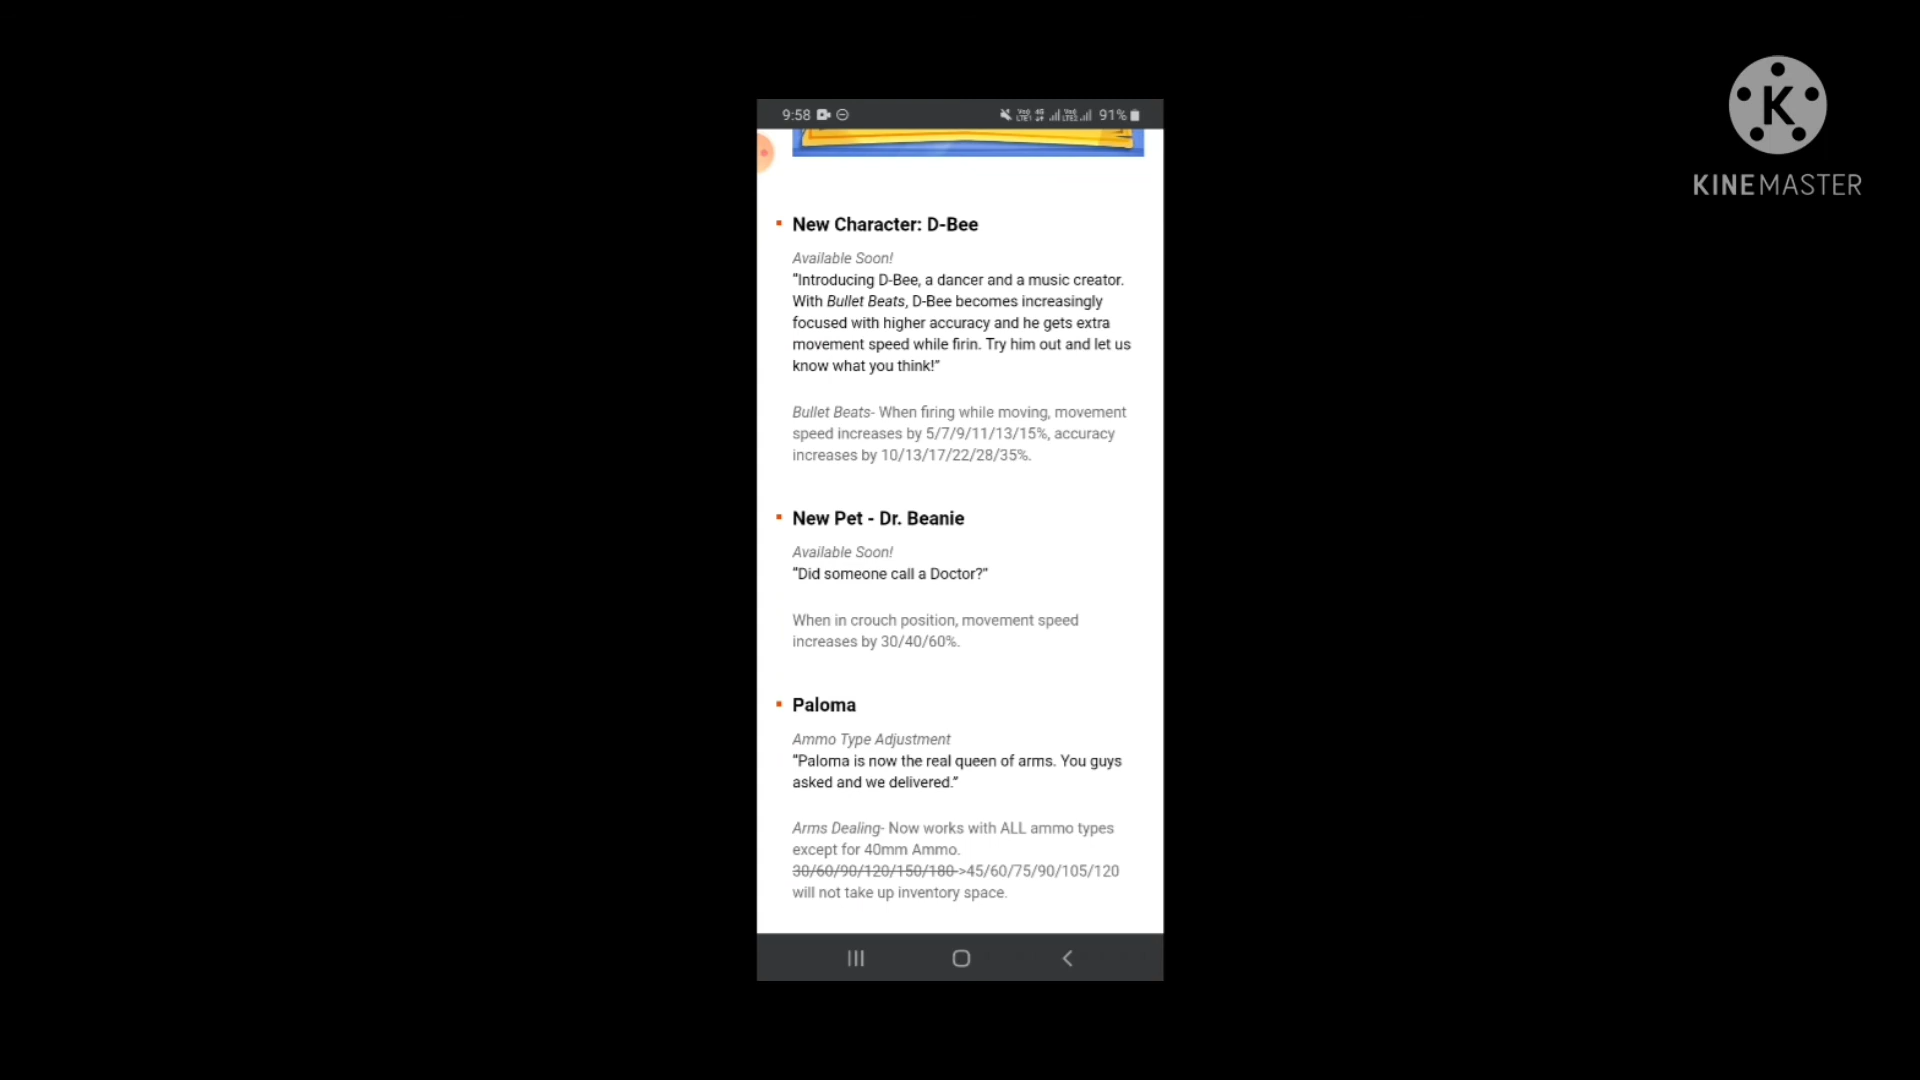 9:58
91%
K
KINEMASTER
New Character: D-Bee
Available Soon!
"Introducing D-Bee, a dancer and a music creator.
With Bullet Beats, D-Bee becomes increasingly
focused with higher accuracy and he gets extra
movement speed while firin. Try him out and let us
know what you think!"
Bullet Beats- When firing while moving, movement
speed increases by 5/7/9/11/13/15%, accuracy
increases by 10/13/17/22/28/35%.
New Pet - Dr. Beanie
Available Soon!
"Did someone call a Doctor?"
When in crouch position, movement speed
increases by 30/40/60%.
Paloma
Ammo Type Adjustment
"Paloma is now the real queen of arms. You guys
asked and we delivered."
Arms Dealing- Now works with ALL ammo types
except for 40mm Ammo.
30/60/90/120/150/180->45/60/75/90/105/120
will not take up inventory space.